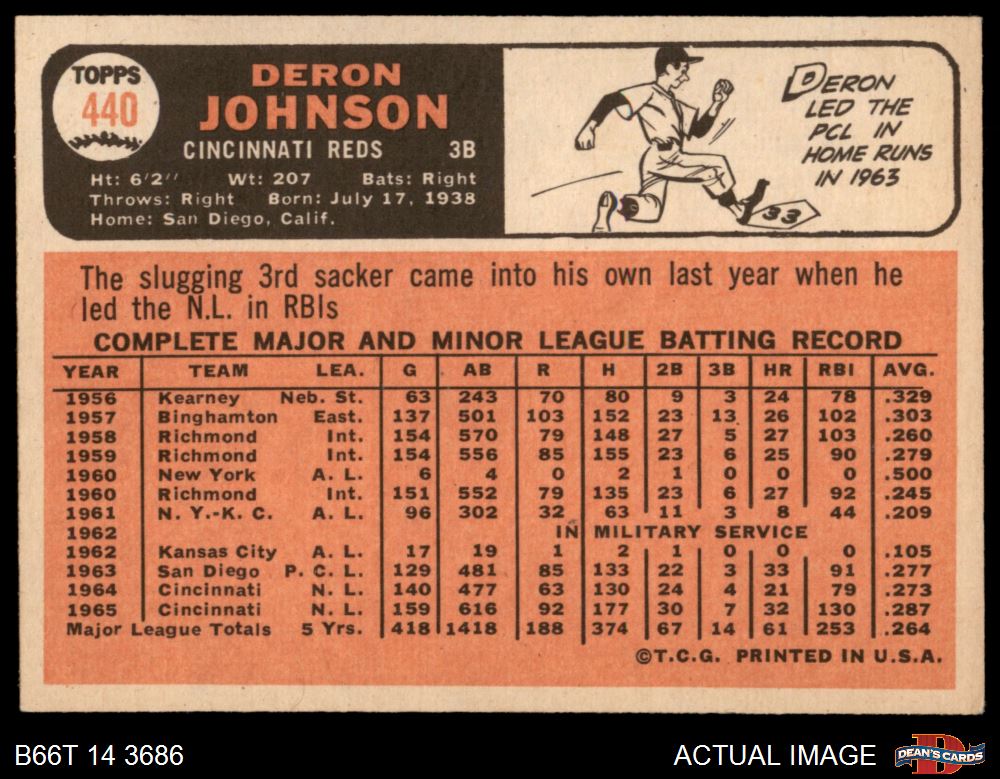 TOPPS
440
DERON
JOHNSON
CINCINNATI REDS 3B
Ht: 6'2'' Wt: 207 Bats: Right
Throws: Right Born: July 17, 1938
Home: San Diego, Calif.
DERON
LED THE
PCL IN
HOME RUNS
IN 1963
33
The slugging 3rd sacker came into his own last year when he
led the N.L. in RBIs
COMPLETE MAJOR AND MINOR LEAGUE BATTING RECORD
YEAR TEAM LEA. G AB R H 2B 3B HR RBI AVG.
1956 Kearney Neb. St. 63 243 70 80 9 3 24 78 .329
1957 Binghamton East. 137 501 103 152 23 13 26 102 .303
1958 Richmond Int. 154 570 79 148 27 5 27 103 .260
1959 Richmond Int. 154 556 85 155 23 6 25 90 .279
1960 New York A. L. 6 4 0 2 1 0 0 0 .500
1960 Richmond Int. 151 552 79 135 23 6 27 92 .245
1961 N. Y.-K. C. A. L. 96 302 32 63 11 3 8 44 .209
1962 IN MILITARY SERVICE
1962 Kansas City A. L. 17 19 1 2 1 0 0 0 .105
1963 San Diego P. C. L. 129 481 85 133 22 3 33 91 .277
1964 Cincinnati N. L. 140 477 63 130 24 4 21 79 .273
1965 Cincinnati N. L. 159 616 92 177 30 7 32 130 .287
Major League Totals 5 Yrs. 418 1418 188 374 67 14 61 253 .264
©T.C.G. PRINTED IN U.S.A.
B66T 14 3686
ACTUAL IMAGE
DEAN'S CARDS